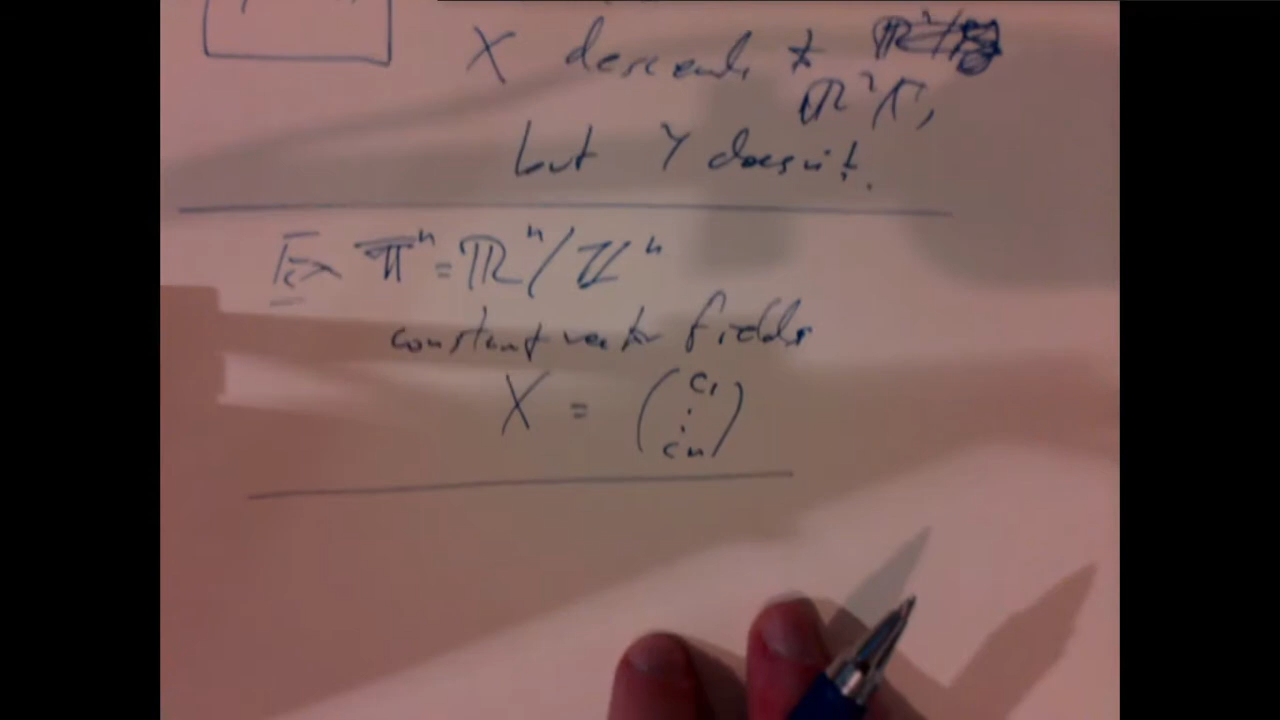 X descends to
ℝ²/Γ,
but Y doesn't.
Ex 𝕋ⁿ = ℝⁿ/ℤⁿ
constant vector fields
X = (c₁ ⋮ cₙ)